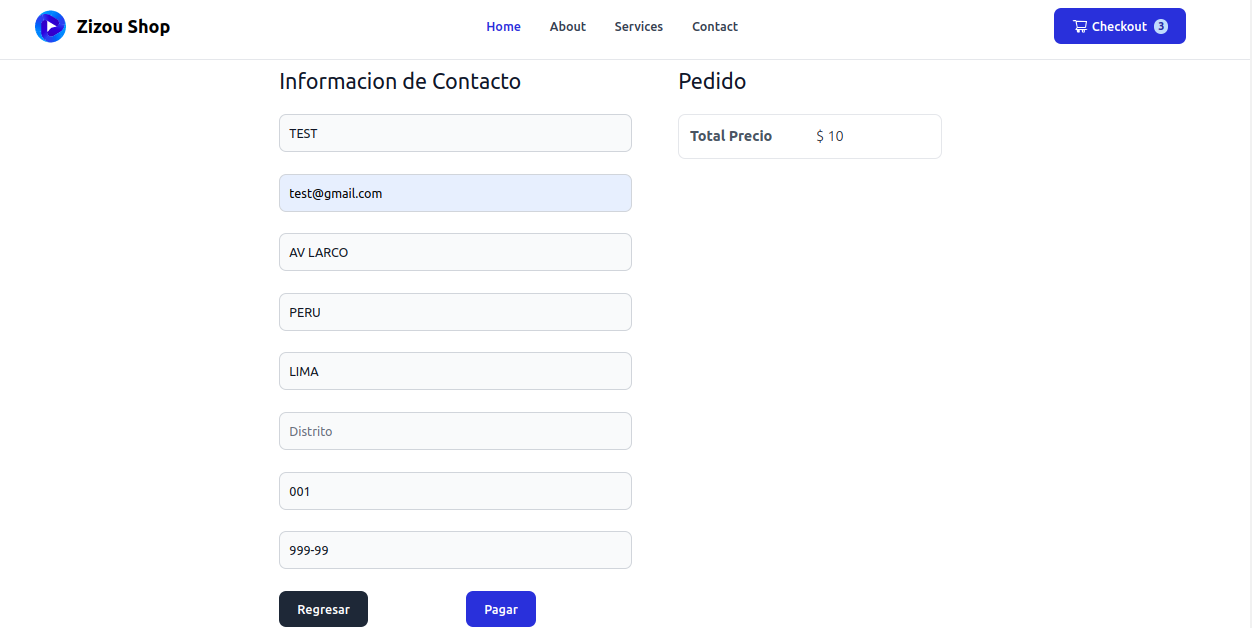 Zizou Shop
Home About Services Contact
Checkout 3
Informacion de Contacto
TEST
test@gmail.com
AV LARCO
PERU
LIMA
Distrito
001
999-99
Regresar Pagar
Pedido
Total Precio $ 10